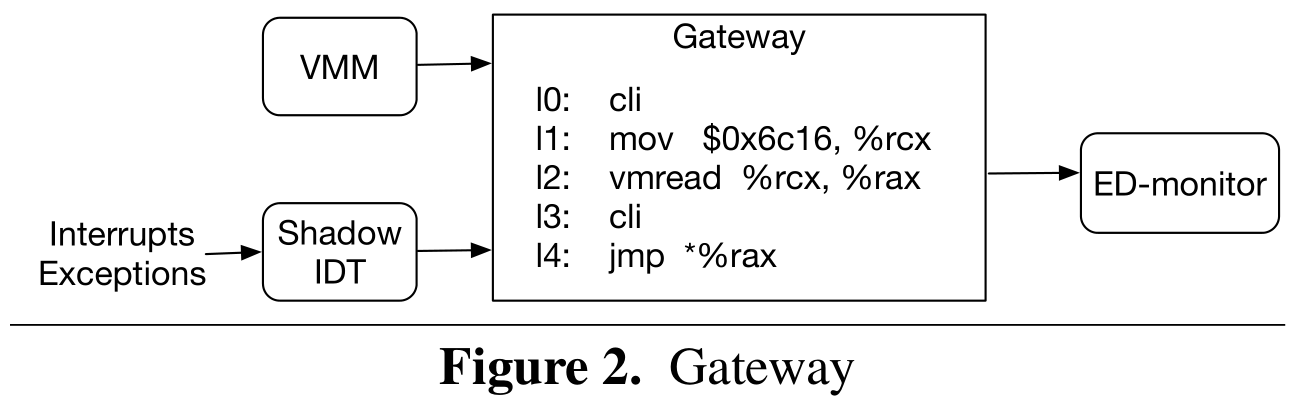 VMM
Gateway
l0: cli
l1: mov $0x6c16, %rcx
l2: vmread %rcx, %rax
l3: cli
l4: jmp *%rax
Interrupts
Exceptions
Shadow
IDT
ED-monitor
Figure 2. Gateway